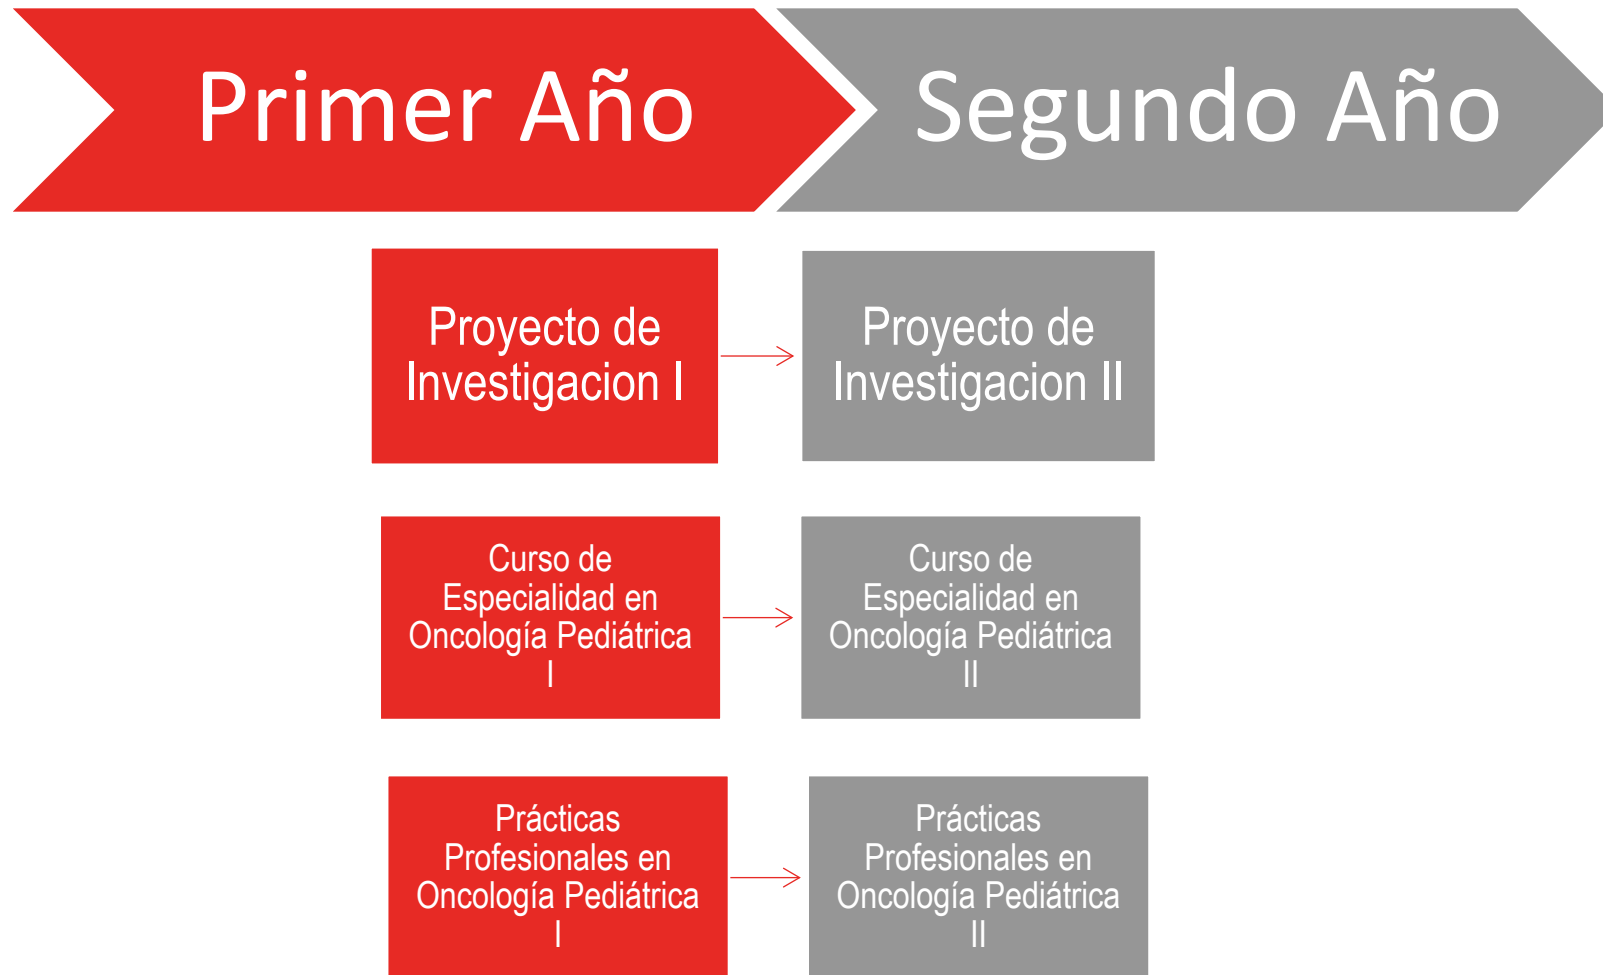 Primer Año
Segundo Año
Proyecto de
Investigacion I
Proyecto de
Investigacion II
Curso de
Especialidad en
Oncología Pediátrica
I
Curso de
Especialidad en
Oncología Pediátrica
II
Prácticas
Profesionales en
Oncología Pediátrica
I
Prácticas
Profesionales en
Oncología Pediátrica
II